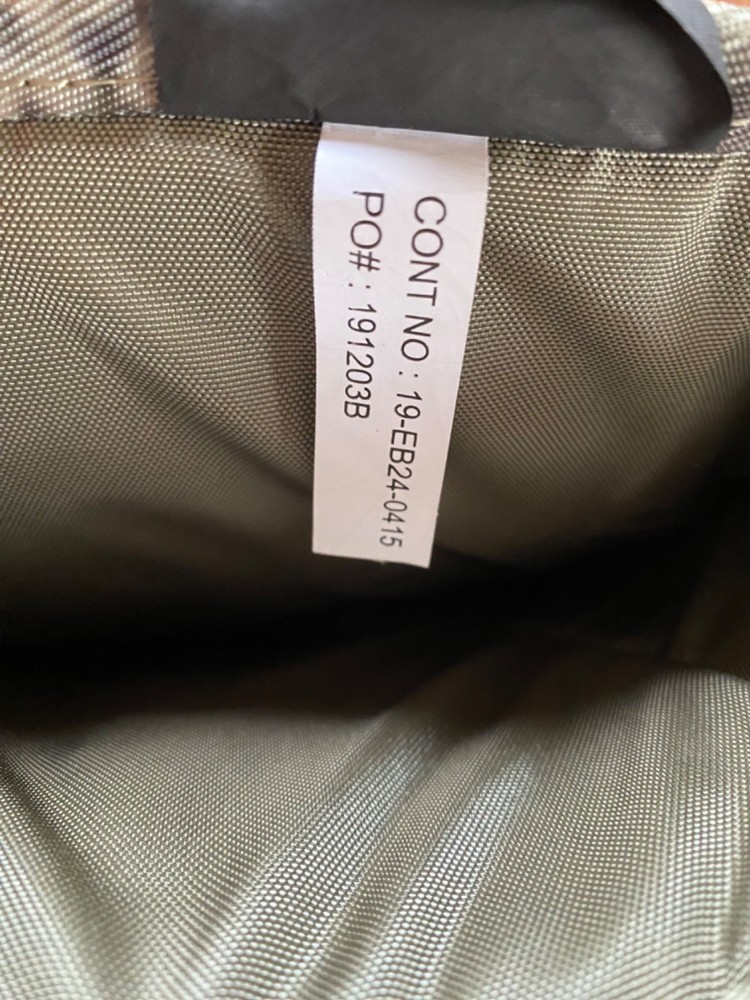 CONT NO : 19-EB24-0415
PO# : 191203B